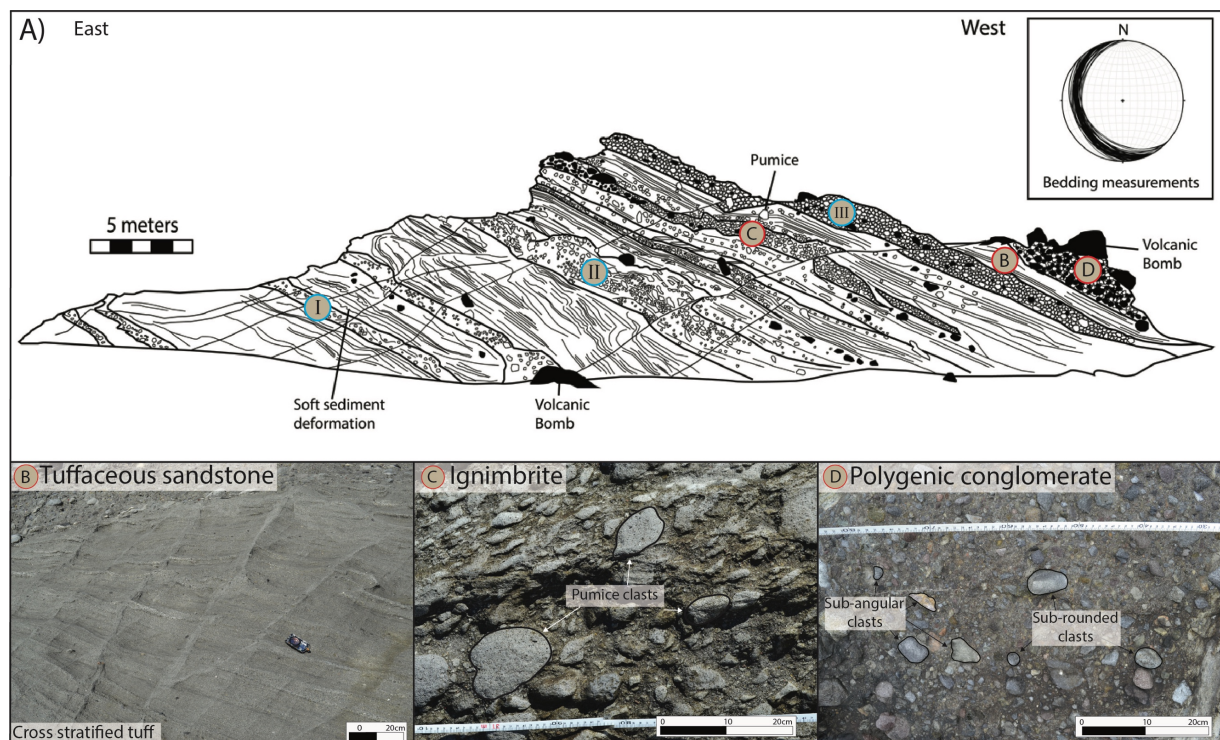 A) East
West
N
Bedding measurements
5 meters
Pumice
III
C
B
D
Volcanic
Bomb
II
I
Soft sediment
deformation
Volcanic
Bomb
B Tuffaceous sandstone
Cross stratified tuff
0 20cm
C Ignimbrite
Pumice clasts
0 10 20cm
D Polygenic conglomerate
Sub-angular
clasts
Sub-rounded
clasts
0 10 20cm